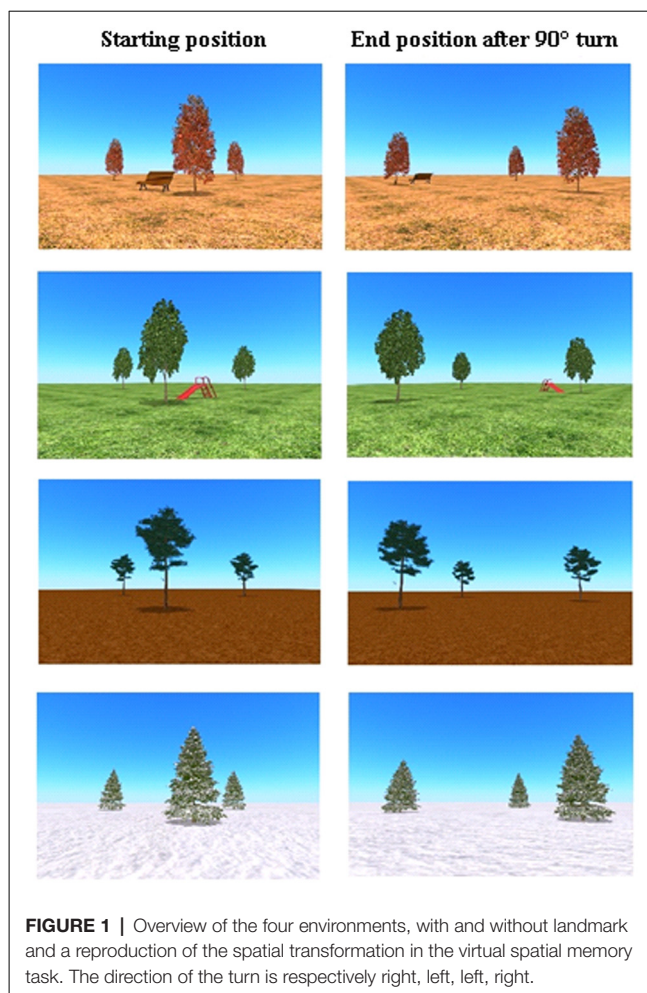 Starting position
End position after 90° turn
FIGURE 1 | Overview of the four environments, with and without landmark
and a reproduction of the spatial transformation in the virtual spatial memory
task. The direction of the turn is respectively right, left, left, right.